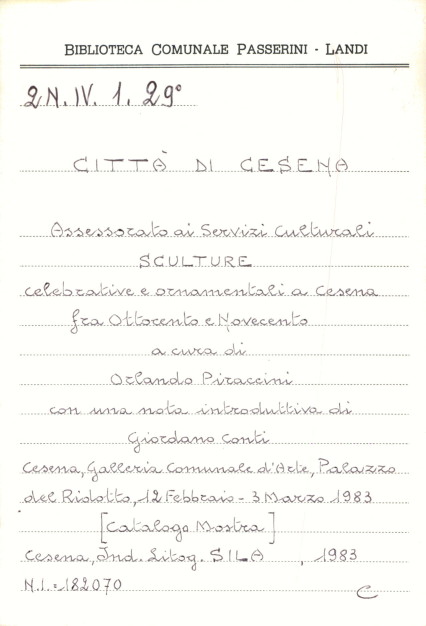 BIBLIOTECA COMUNALE PASSERINI - LANDI
2N.IV. 1. 29°
CITTÀ DI CESENA
Assessorato ai Servizi Culturali
SCULTURE
celebrative e ornamentali a Cesena
fra Ottocento e Novecento
a cura di
Orlando Piraccini
con una nota introduttiva di
Giordano Conti
Cesena, Galleria Comunale d'Arte, Palazzo
del Ridotto, 12 Febbraio - 3 Marzo 1983
[Catalogo Mostra]
Cesena, Ind. Litog. SILA , 1983
N.I. = 182070
C